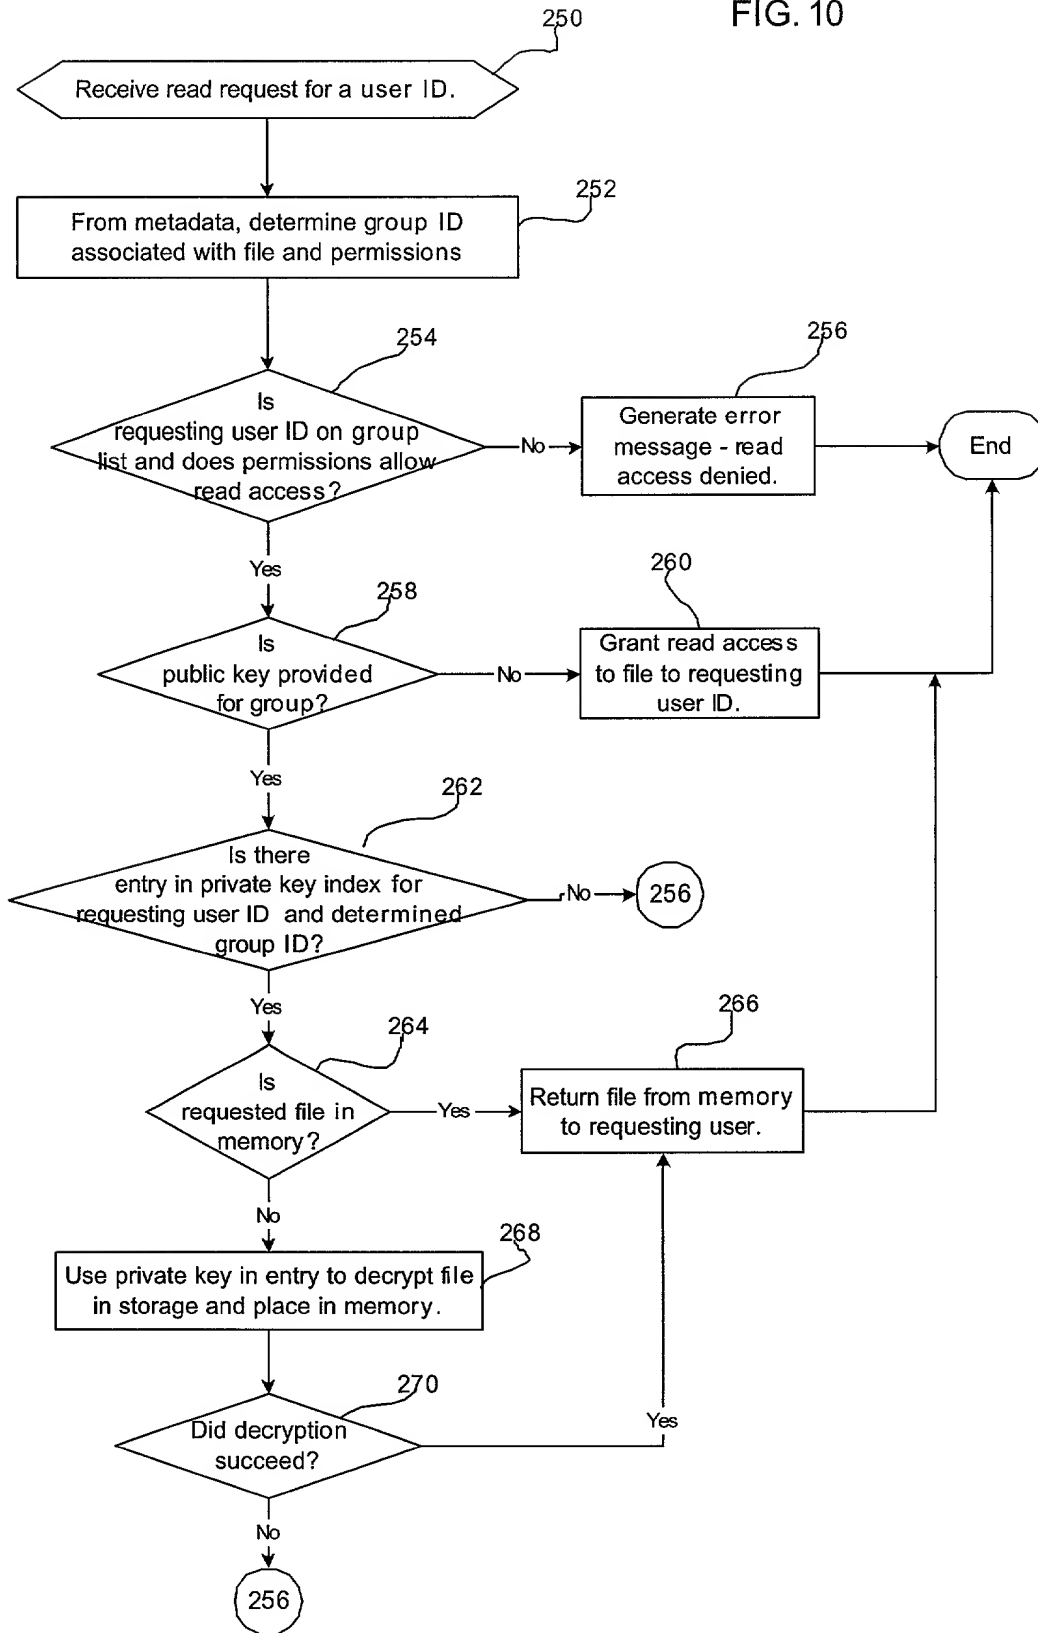 FIG. 10
250
Receive read request for a user ID.
252
From metadata, determine group ID
associated with file and permissions
254
Is
requesting user ID on group
list and does permissions allow
read access?
No
256
Generate error
message - read
access denied.
End
Yes
258
Is
public key provided
for group?
No
260
Grant read access
to file to requesting
user ID.
Yes
262
Is there
entry in private key index for
requesting user ID and determined
group ID?
No
256
Yes
264
Is
requested file in
memory?
Yes
266
Return file from memory
to requesting user.
No
268
Use private key in entry to decrypt file
in storage and place in memory.
270
Did decryption
succeed?
Yes
No
256